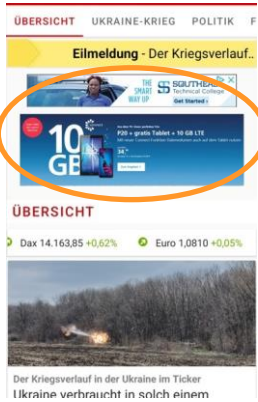 ÜBERSICHT UKRAINE-KRIEG POLITIK F
Eilmeldung - Der Kriegsverlauf..
THE
SMART
WAY UP
SOUTHEAST
Technical College
Get Started ›
10
GB
P20 + gratis Tablet + 10 GB LTE
ÜBERSICHT
Dax 14.163,85 +0,62% Euro 1,0810 +0,05%
Der Kriegsverlauf in der Ukraine im Ticker
Ukraine verbraucht in solch einem